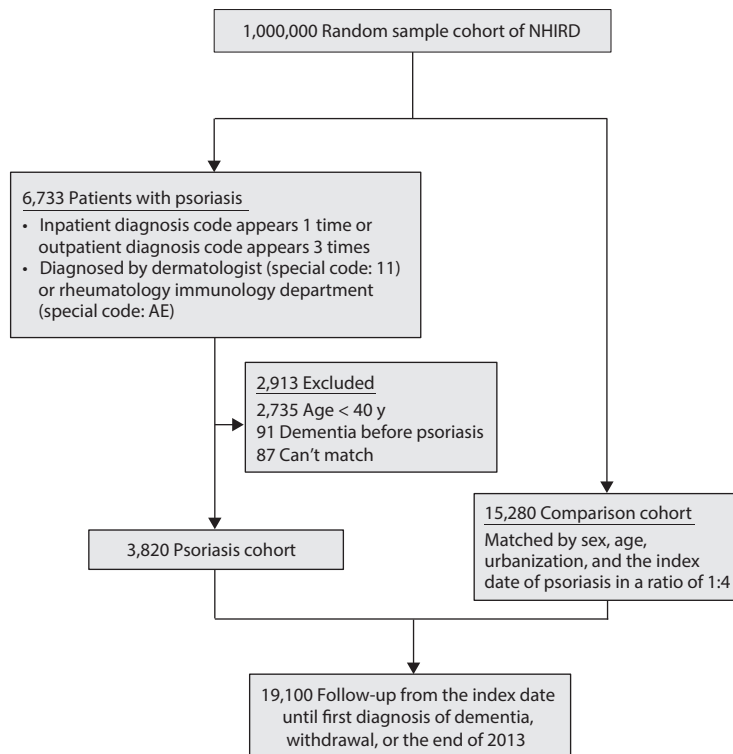 1,000,000 Random sample cohort of NHIRD
6,733 Patients with psoriasis
• Inpatient diagnosis code appears 1 time or
outpatient diagnosis code appears 3 times
• Diagnosed by dermatologist (special code: 11)
or rheumatology immunology department
(special code: AE)
2,913 Excluded
2,735 Age < 40 y
91 Dementia before psoriasis
87 Can't match
3,820 Psoriasis cohort
15,280 Comparison cohort
Matched by sex, age,
urbanization, and the index
date of psoriasis in a ratio of 1:4
19,100 Follow-up from the index date
until first diagnosis of dementia,
withdrawal, or the end of 2013